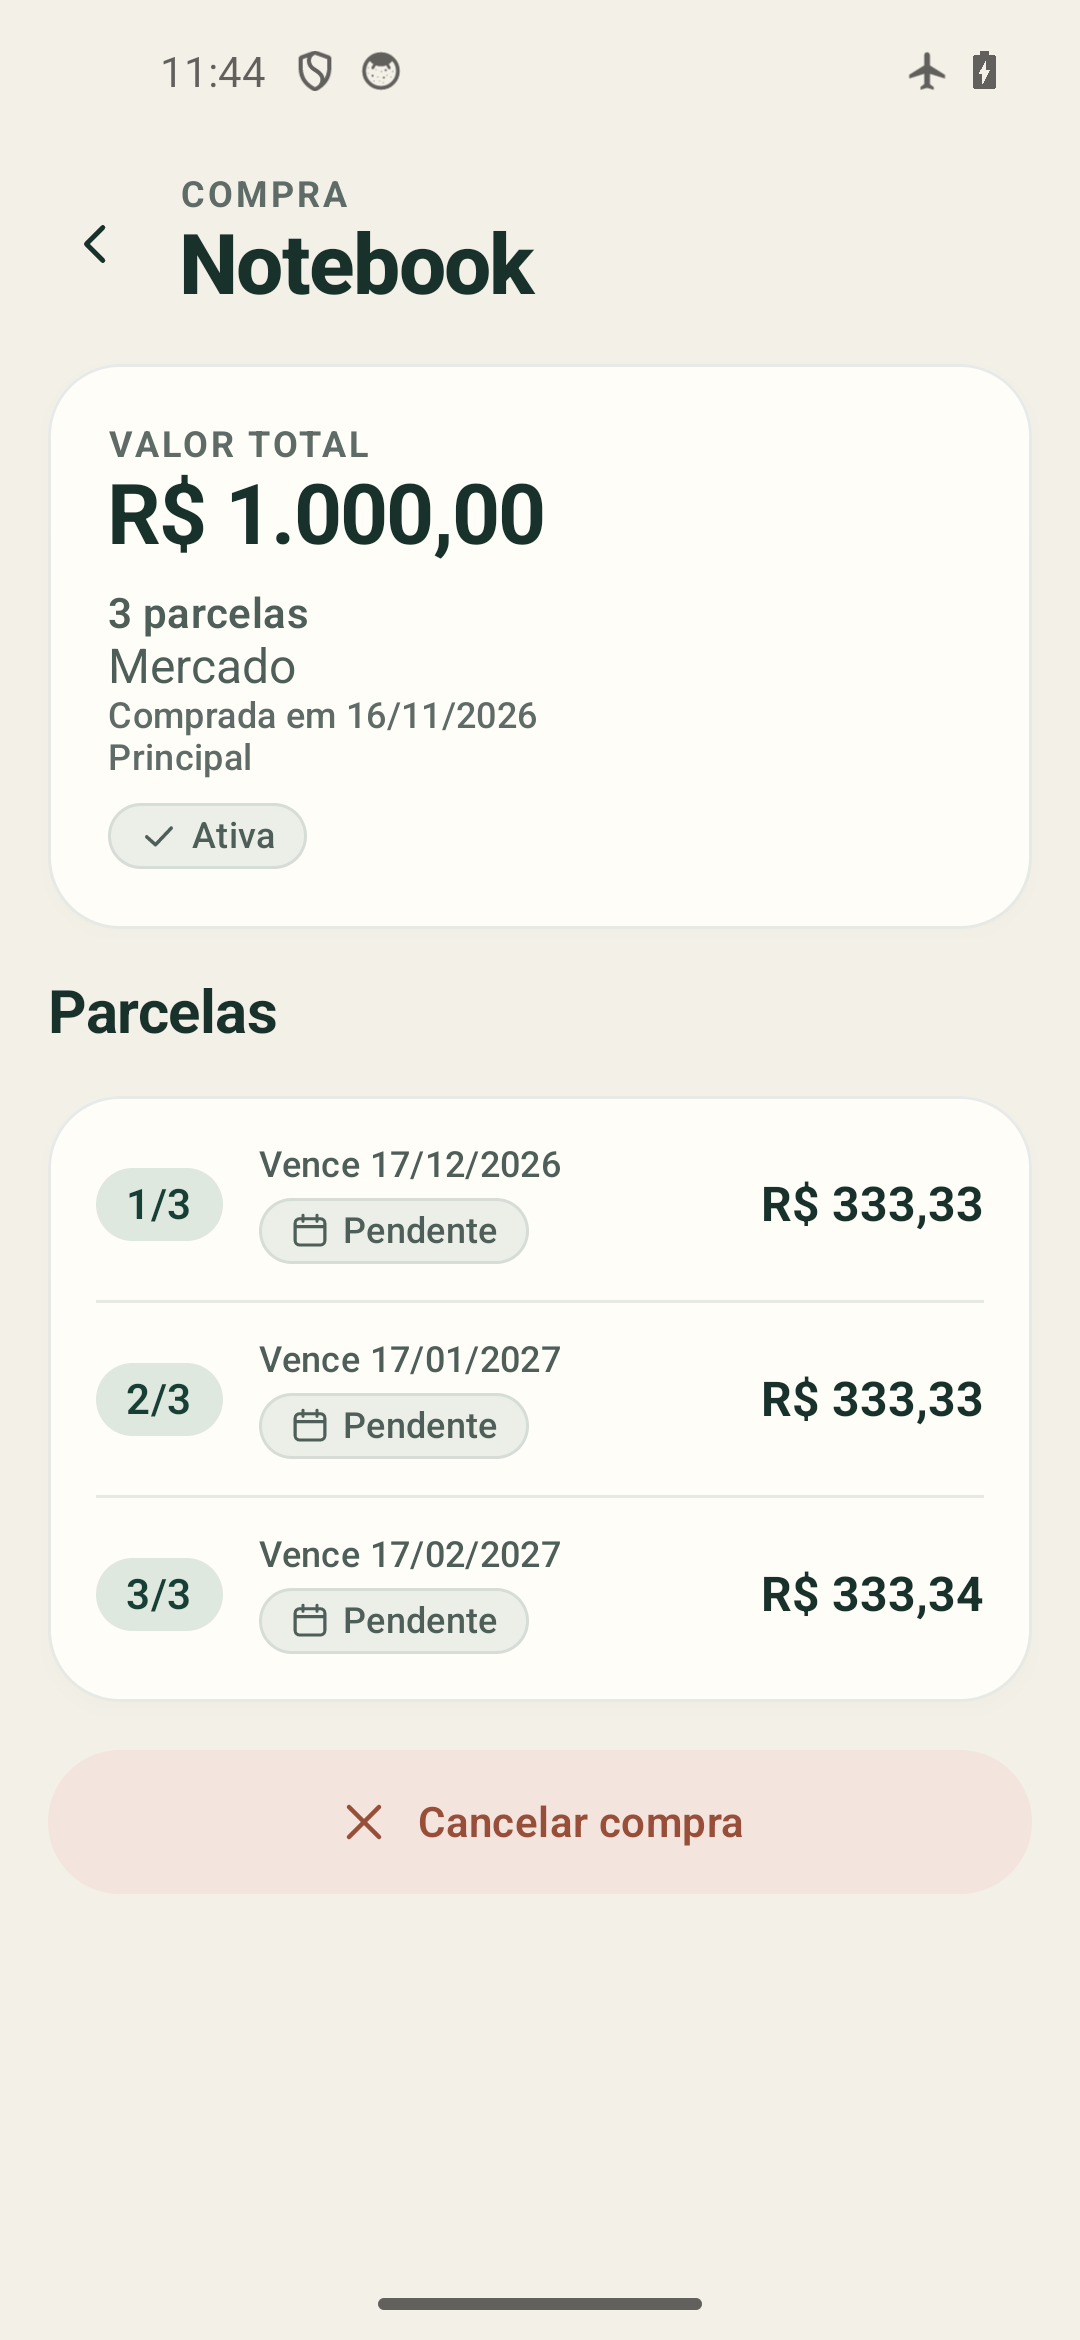 11:44
COMPRA
Notebook
VALOR TOTAL
R$ 1.000,00
3 parcelas
Mercado
Comprada em 16/11/2026
Principal
Ativa
Parcelas
Vence 17/12/2026
1/3
R$ 333,33
Pendente
Vence 17/01/2027
2/3
R$ 333,33
Pendente
Vence 17/02/2027
3/3
R$ 333,34
Pendente
Cancelar compra